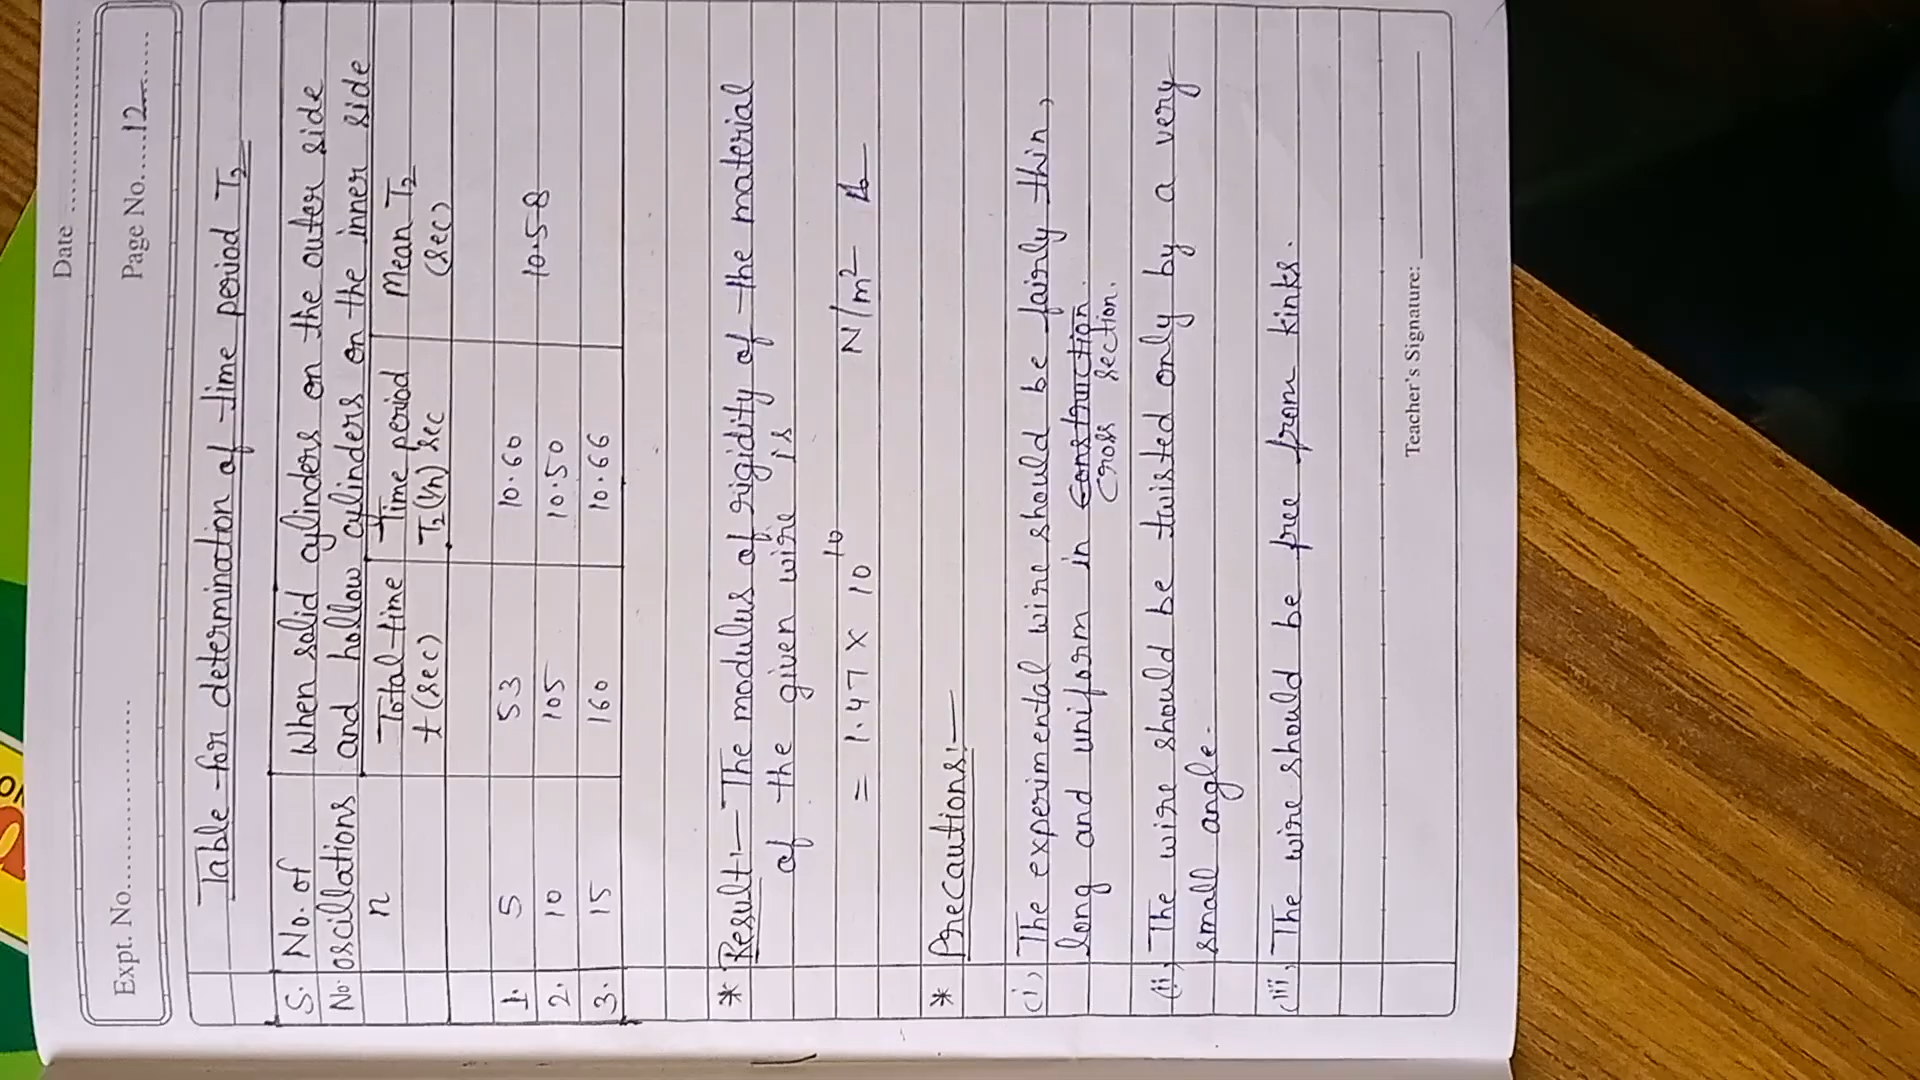 Date ..................
Expt. No......................
Page No.....12.......
Table for determination of time period T₂
S. No. | No. of oscillations n | When solid cylinders on the outer side
and hollow cylinders on the inner side
Total time t (sec) | Time period T₂(t/n) sec | Mean T₂ (sec)
1. | 5 | 53 | 10.60
2. | 10 | 105 | 10.50 | 10.58
3. | 15 | 160 | 10.66
* Result:— The modulus of rigidity of the material
of the given wire is
= 1.47 × 10¹⁰ N/m²
* Precautions:—
(i) The experimental wire should be fairly thin,
long and uniform in construction.
cross section.
(ii) The wire should be twisted only by a very
small angle.
(iii) The wire should be free from kinks.
Teacher's Signature: ____________